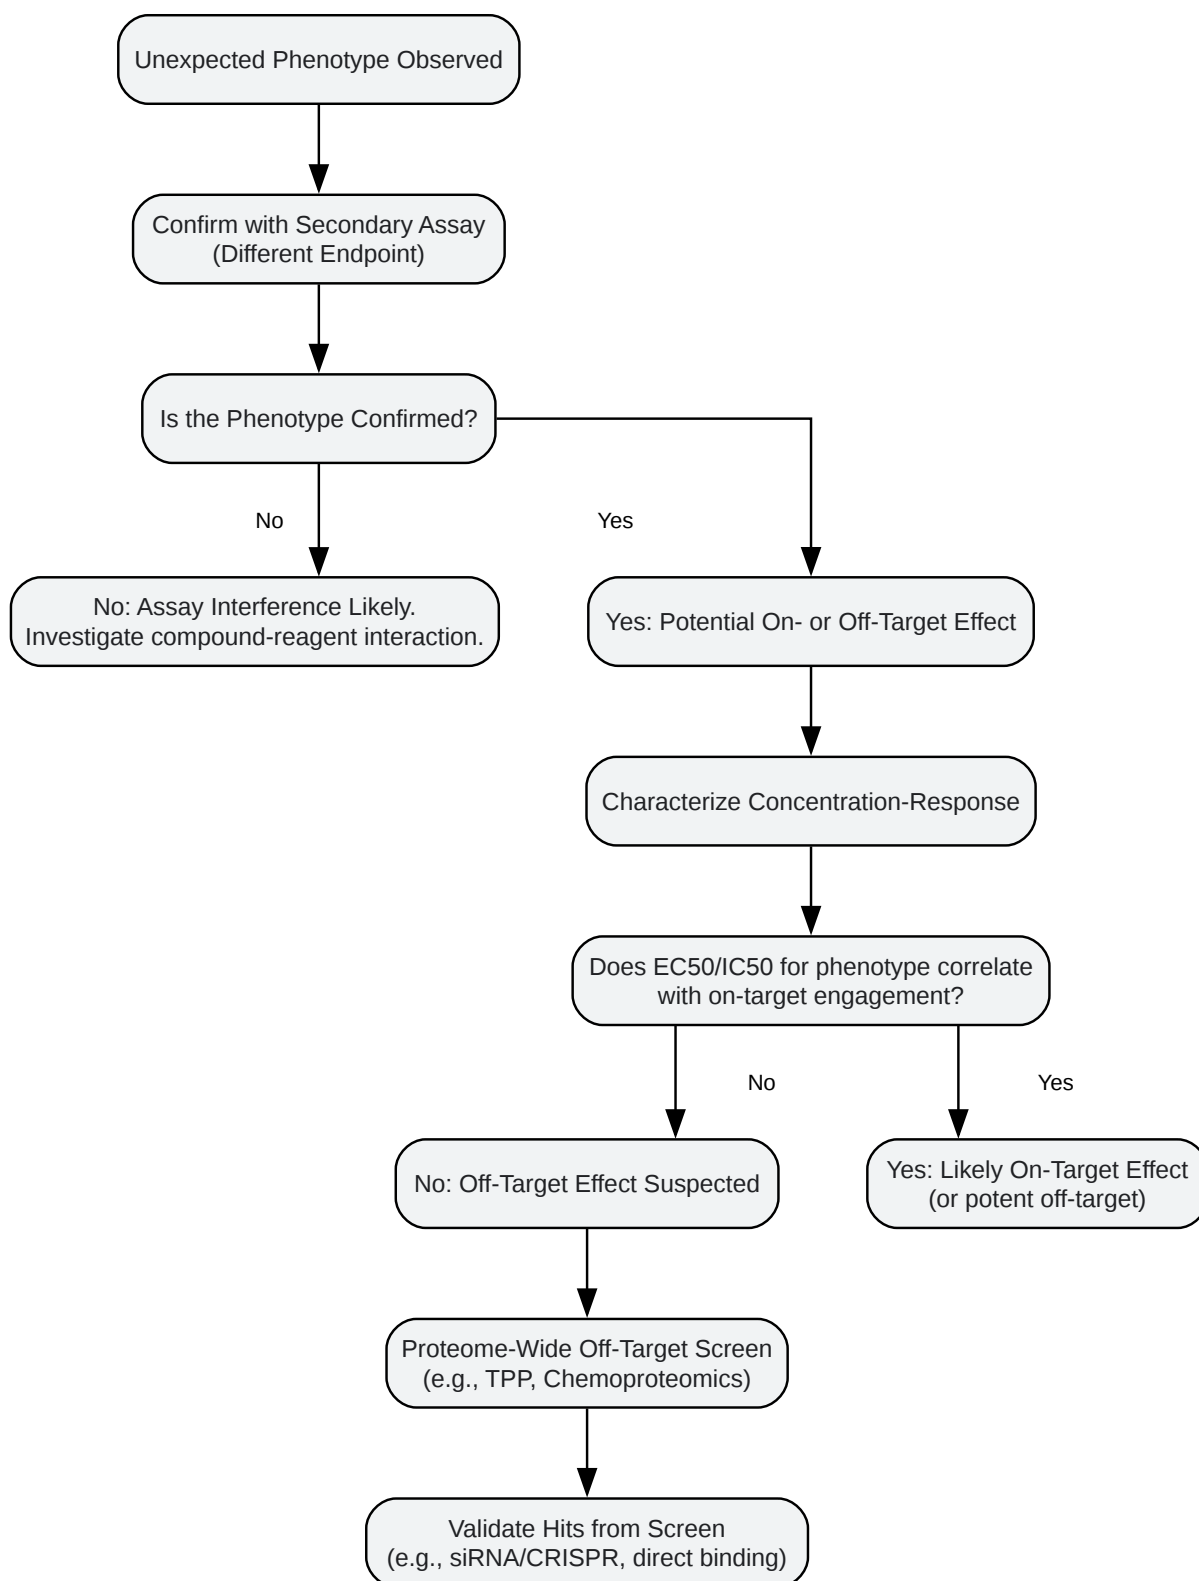 Unexpected Phenotype Observed
Confirm with Secondary Assay
(Different Endpoint)
Is the Phenotype Confirmed?
No
Yes
No: Assay Interference Likely.
Investigate compound-reagent interaction.
Yes: Potential On- or Off-Target Effect
Characterize Concentration-Response
Does EC50/IC50 for phenotype correlate
with on-target engagement?
No
Yes
No: Off-Target Effect Suspected
Yes: Likely On-Target Effect
(or potent off-target)
Proteome-Wide Off-Target Screen
(e.g., TPP, Chemoproteomics)
Validate Hits from Screen
(e.g., siRNA/CRISPR, direct binding)